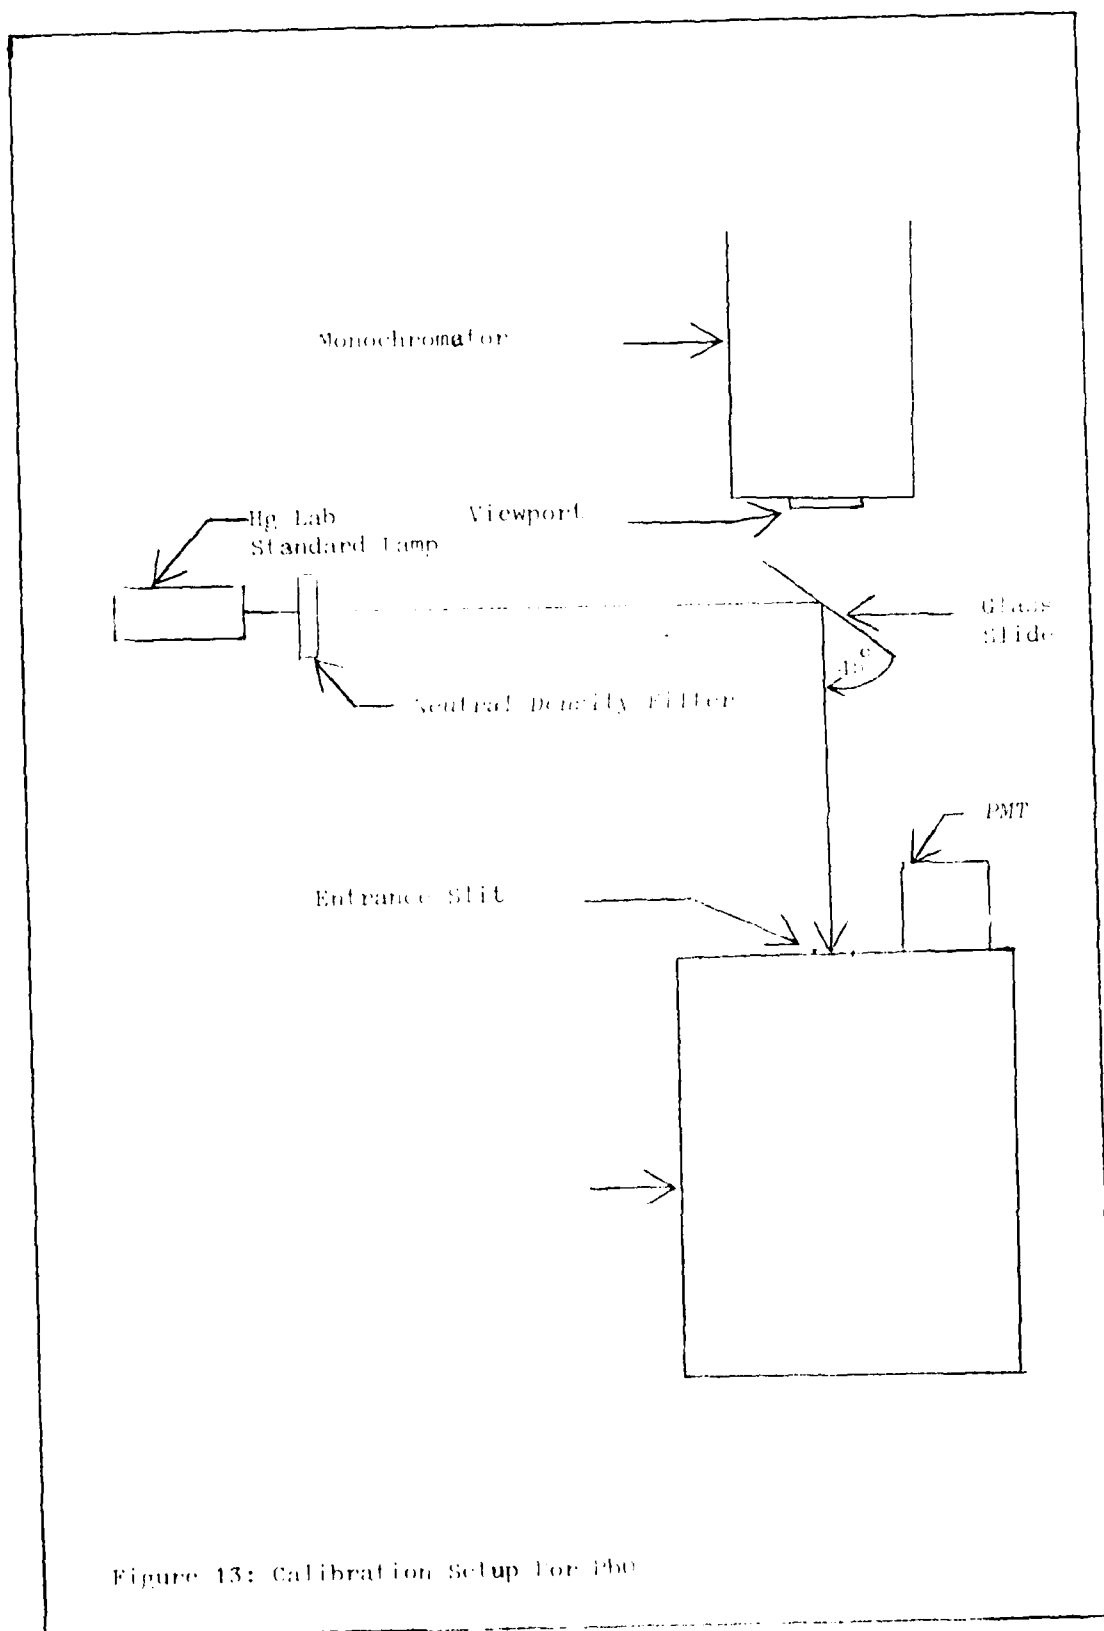 Monochromator
Hg Lab
Standard Lamp
Viewport
Glass
Slide
45°
Neutral Density Filter
PMT
Entrance Slit
Figure 13: Calibration Setup For PbO